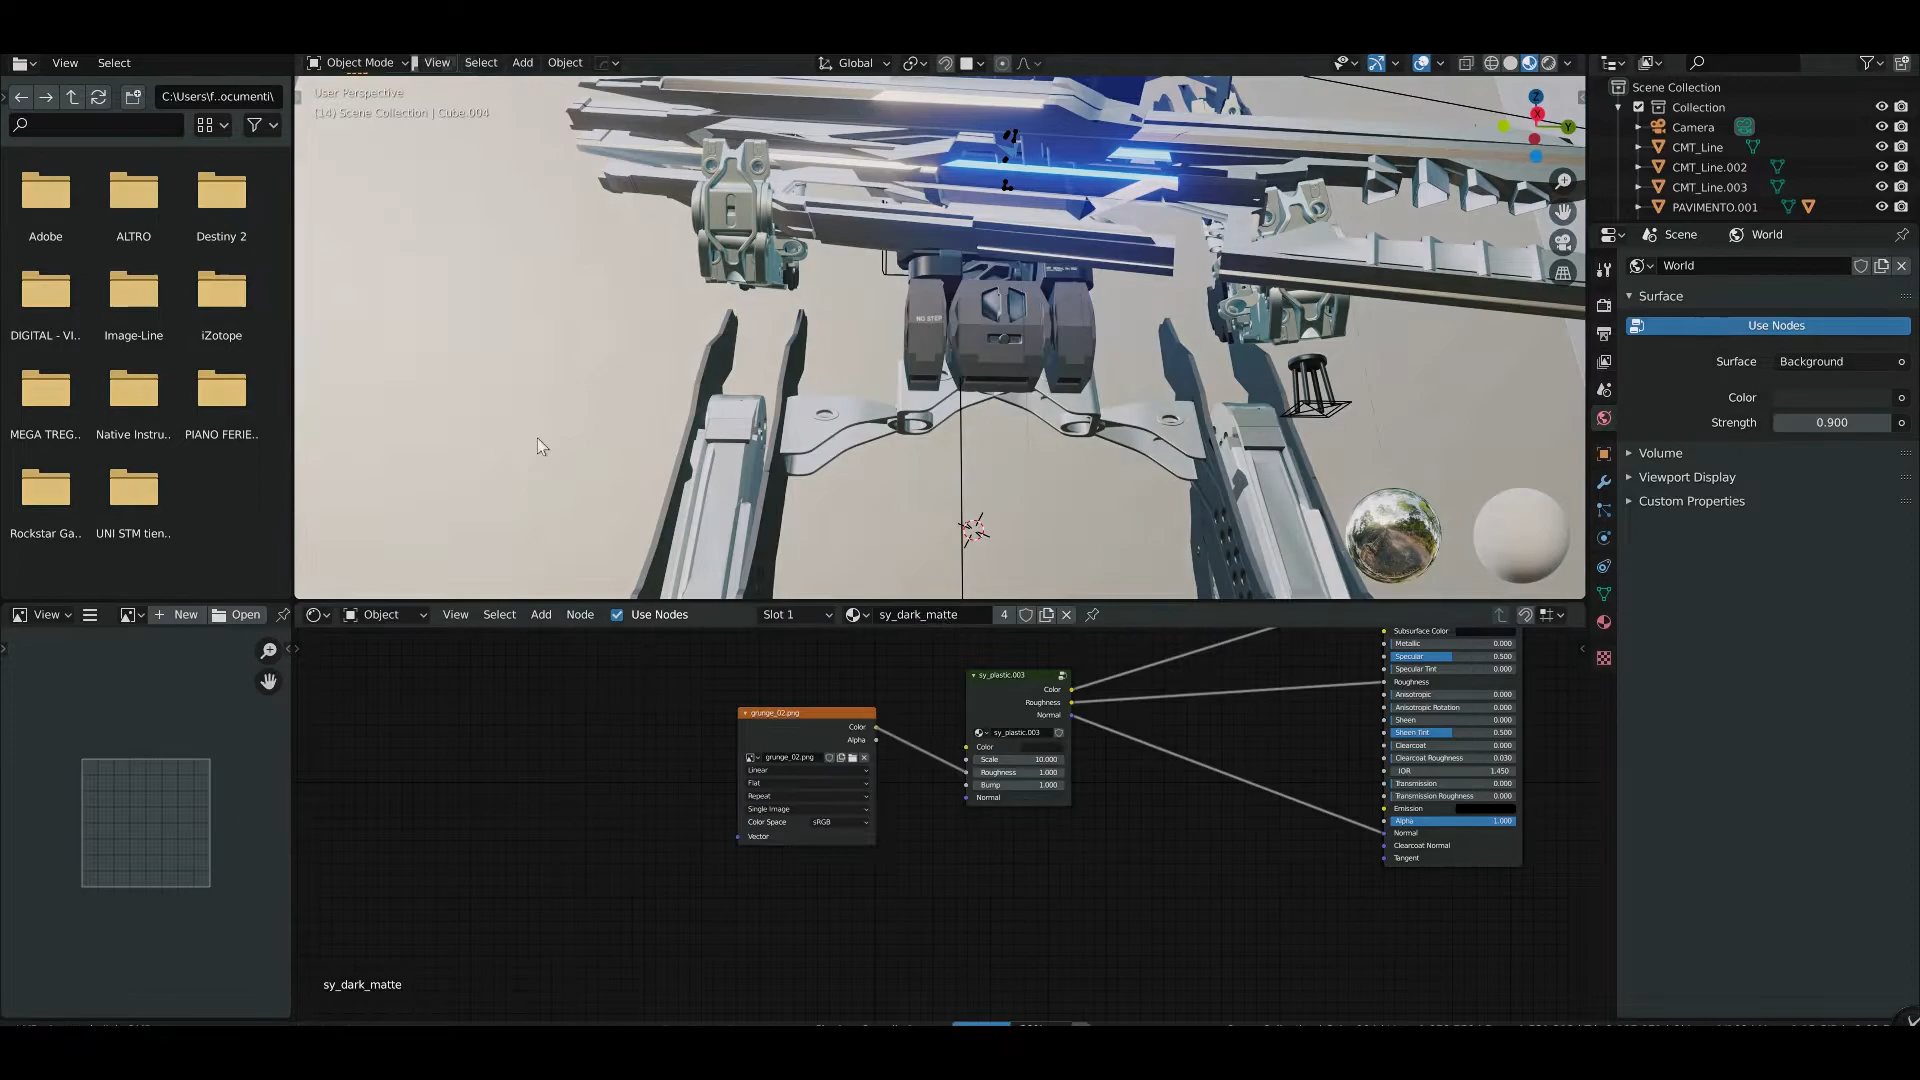 View Select
C:\Users\f..ocumenti\
Adobe ALTRO Destiny 2
DIGITAL - VI.. Image-Line iZotope
MEGA TREG.. Native Instru.. PIANO FERIE..
Rockstar Ga.. UNI STM tien..
Object Mode View Select Add Object Global
User Perspective
(14) Scene Collection | Cube.004
NO STEP
Z
X
Y
Scene Collection
Collection
Camera
CMT_Line
CMT_Line.002
CMT_Line.003
PAVIMENTO.001
Scene World
World
Surface
Use Nodes
Surface Background
Color
Strength 0.900
Volume
Viewport Display
Custom Properties
View New Open
Object View Select Add Node Use Nodes Slot 1 sy_dark_matte 4
grunge_02.png
Color
Alpha
grunge_02.png
Linear
Flat
Repeat
Single Image
Color Space sRGB
Vector
sy_plastic.003
Color
Roughness
Normal
sy_plastic.003
Color
Scale 10.000
Roughness 1.000
Bump 1.000
Normal
Subsurface Color
Metallic 0.000
Specular 0.500
Specular Tint 0.000
Roughness
Anisotropic 0.000
Anisotropic Rotation 0.000
Sheen 0.000
Sheen Tint 0.500
Clearcoat 0.000
Clearcoat Roughness 0.030
IOR 1.450
Transmission 0.000
Transmission Roughness 0.000
Emission
Alpha 1.000
Normal
Clearcoat Normal
Tangent
sy_dark_matte